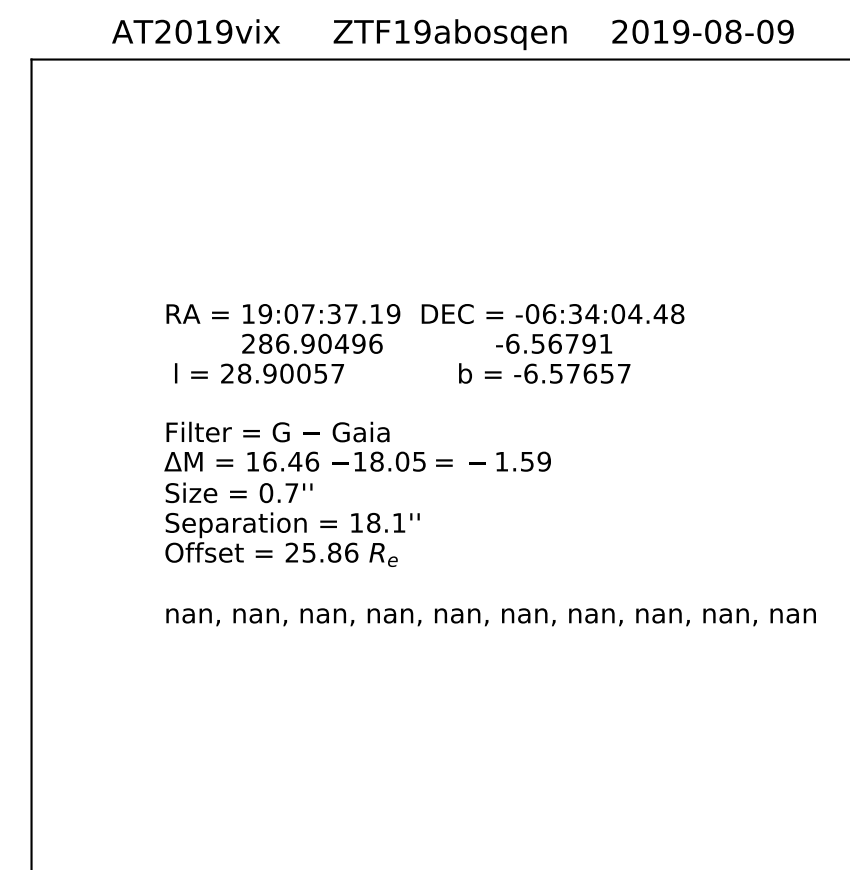 AT2019vix ZTF19abosqen 2019-08-09
RA = 19:07:37.19 DEC = -06:34:04.48
286.90496 -6.56791
l = 28.90057 b = -6.57657
Filter = G − Gaia
ΔM = 16.46 −18.05 = − 1.59
Size = 0.7''
Separation = 18.1''
Offset = 25.86 Re
nan, nan, nan, nan, nan, nan, nan, nan, nan, nan